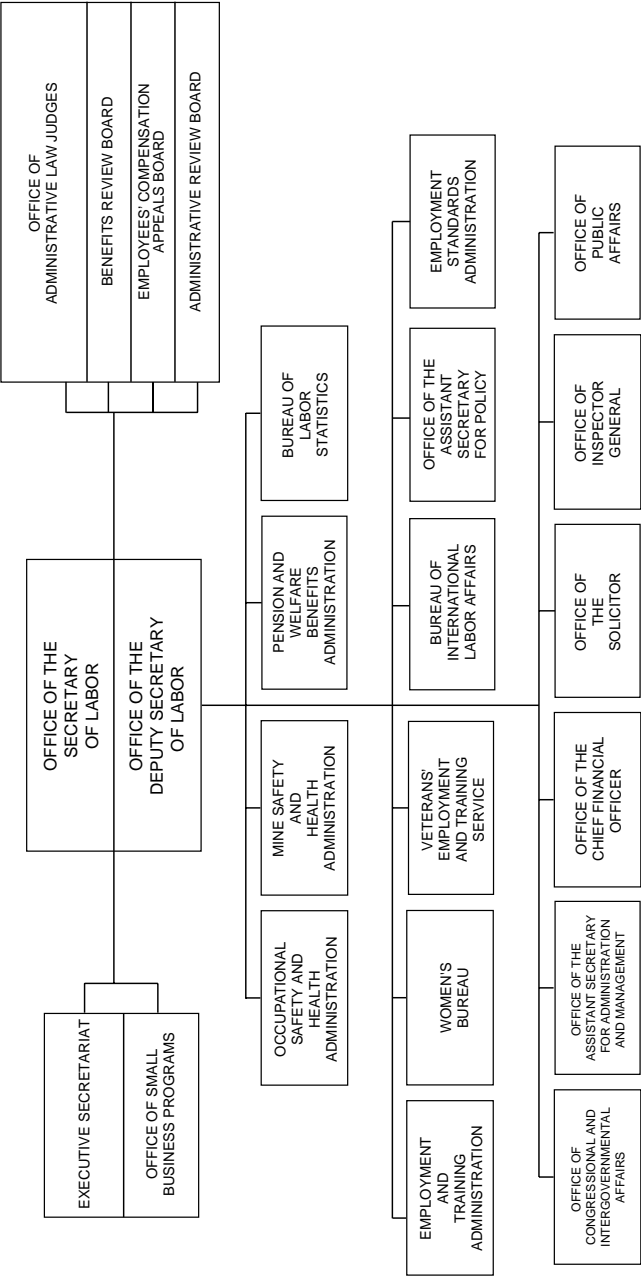 OFFICE OF THE
SECRETARY
OF LABOR
OFFICE OF THE
DEPUTY SECRETARY
OF LABOR
EXECUTIVE SECRETARIAT
OFFICE OF SMALL
BUSINESS PROGRAMS
OFFICE OF
ADMINISTRATIVE LAW JUDGES
BENEFITS REVIEW BOARD
EMPLOYEES' COMPENSATION
APPEALS BOARD
ADMINISTRATIVE REVIEW BOARD
OCCUPATIONAL
SAFETY AND
HEALTH
ADMINISTRATION
MINE SAFETY
AND
HEALTH
ADMINISTRATION
PENSION AND
WELFARE
BENEFITS
ADMINISTRATION
BUREAU OF
LABOR
STATISTICS
EMPLOYMENT
AND
TRAINING
ADMINISTRATION
WOMEN'S
BUREAU
VETERANS'
EMPLOYMENT
AND TRAINING
SERVICE
BUREAU OF
INTERNATIONAL
LABOR AFFAIRS
OFFICE OF THE
ASSISTANT
SECRETARY
FOR POLICY
EMPLOYMENT
STANDARDS
ADMINISTRATION
OFFICE OF
CONGRESSIONAL AND
INTERGOVERNMENTAL
AFFAIRS
OFFICE OF THE
ASSISTANT SECRETARY
FOR ADMINISTRATION
AND MANAGEMENT
OFFICE OF THE
CHIEF FINANCIAL
OFFICER
OFFICE OF
THE
SOLICITOR
OFFICE OF
INSPECTOR
GENERAL
OFFICE OF
PUBLIC
AFFAIRS